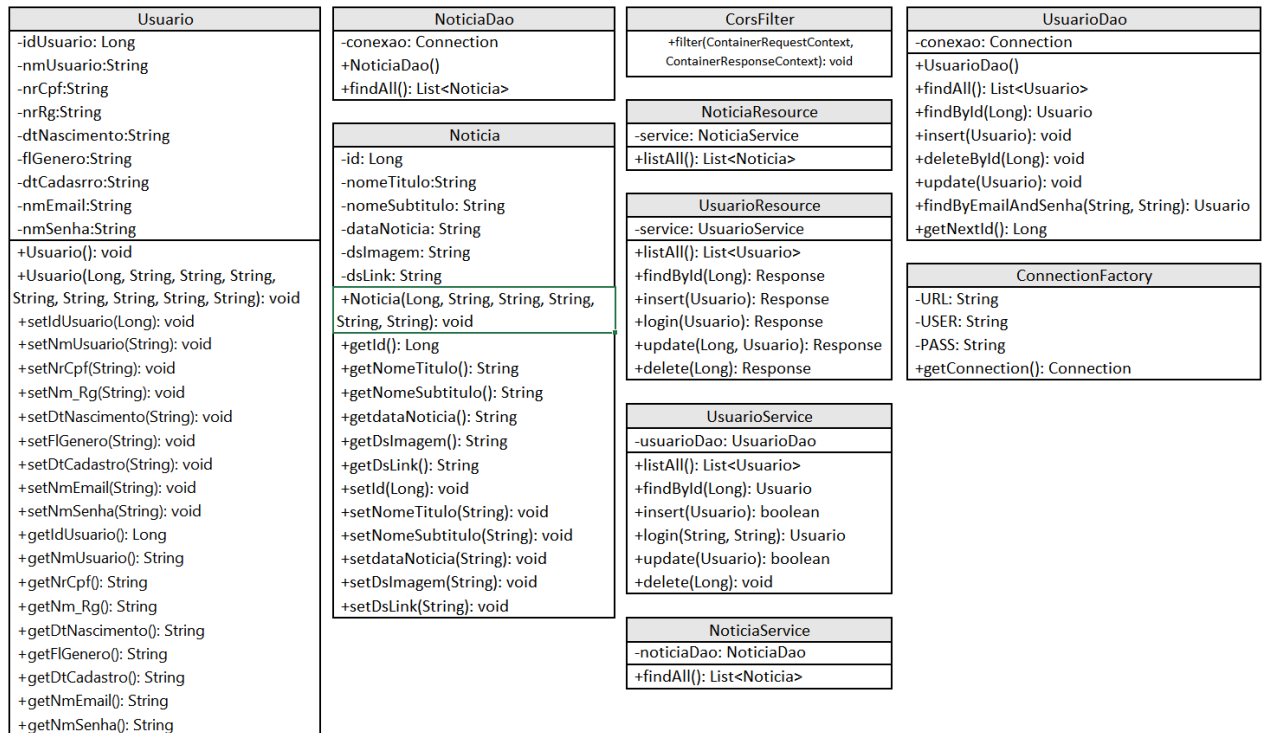 Usuario
-idUsuario: Long
-nmUsuario:String
-nrCpf:String
-nrRg:String
-dtNascimento:String
-flGenero:String
-dtCadasrro:String
-nmEmail:String
-nmSenha:String
+Usuario(): void
+Usuario(Long, String, String, String,
String, String, String, String, String): void
+setIdUsuario(Long): void
+setNmUsuario(String): void
+setNrCpf(String): void
+setNm_Rg(String): void
+setDtNascimento(String): void
+setFlGenero(String): void
+setDtCadastro(String): void
+setNmEmail(String): void
+setNmSenha(String): void
+getIdUsuario(): Long
+getNmUsuario(): String
+getNrCpf(): String
+getNm_Rg(): String
+getDtNascimento(): String
+getFlGenero(): String
+getDtCadastro(): String
+getNmEmail(): String
+getNmSenha(): String
NoticiaDao
-conexao: Connection
+NoticiaDao()
+findAll(): List<Noticia>
Noticia
-id: Long
-nomeTitulo:String
-nomeSubtitulo: String
-dataNoticia: String
-dsImagem: String
-dsLink: String
+Noticia(Long, String, String, String,
String, String): void
+getId(): Long
+getNomeTitulo(): String
+getNomeSubtitulo(): String
+getdataNoticia(): String
+getDsImagem(): String
+getDsLink(): String
+setId(Long): void
+setNomeTitulo(String): void
+setNomeSubtitulo(String): void
+setdataNoticia(String): void
+setDsImagem(String): void
+setDsLink(String): void
CorsFilter
+filter(ContainerRequestContext,
ContainerResponseContext): void
NoticiaResource
-service: NoticiaService
+listAll(): List<Noticia>
UsuarioResource
-service: UsuarioService
+listAll(): List<Usuario>
+findById(Long): Response
+insert(Usuario): Response
+login(Usuario): Response
+update(Long, Usuario): Response
+delete(Long): Response
UsuarioService
-usuarioDao: UsuarioDao
+listAll(): List<Usuario>
+findById(Long): Usuario
+insert(Usuario): boolean
+login(String, String): Usuario
+update(Usuario): boolean
+delete(Long): void
NoticiaService
-noticiaDao: NoticiaDao
+findAll(): List<Noticia>
UsuarioDao
-conexao: Connection
+UsuarioDao()
+findAll(): List<Usuario>
+findById(Long): Usuario
+insert(Usuario): void
+deleteById(Long): void
+update(Usuario): void
+findByEmailAndSenha(String, String): Usuario
+getNextId(): Long
ConnectionFactory
-URL: String
-USER: String
-PASS: String
+getConnection(): Connection